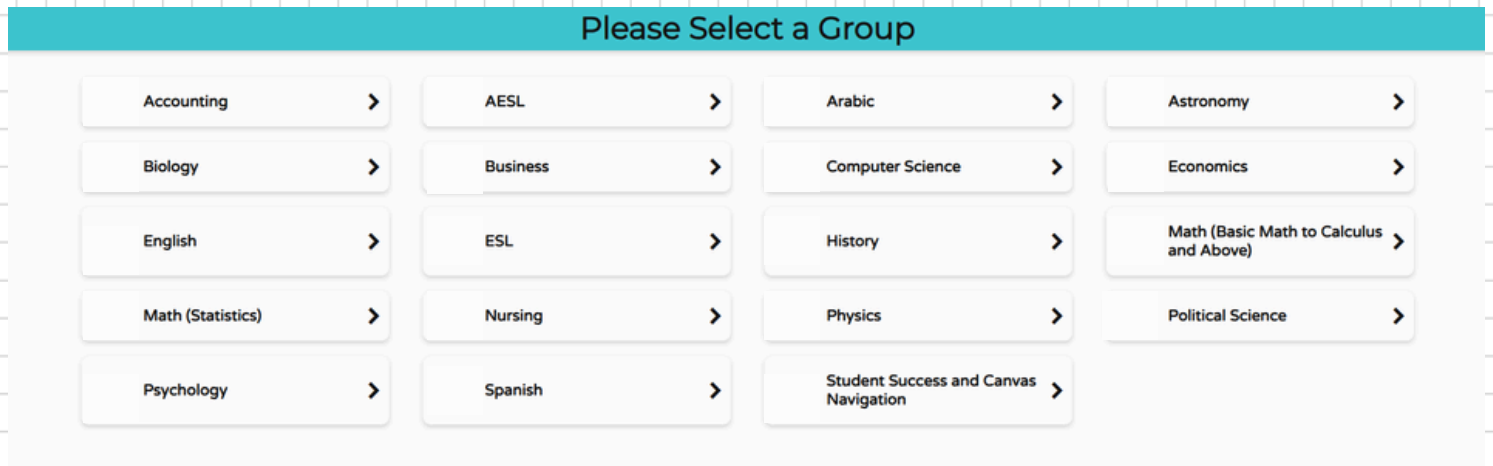 Please Select a Group
Accounting
AESL
Arabic
Astronomy
Biology
Business
Computer Science
Economics
English
ESL
History
Math (Basic Math to Calculus
and Above)
Math (Statistics)
Nursing
Physics
Political Science
Psychology
Spanish
Student Success and Canvas
Navigation